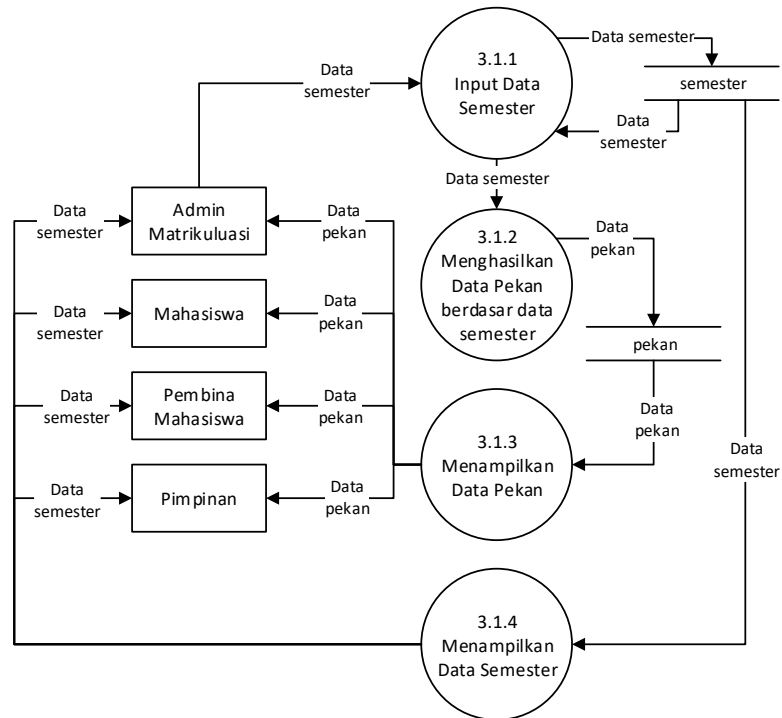 3.1.1
Input Data
Semester
Data semester
semester
Data
semester
Data
semester
Data semester
Admin
Matrikuluasi
Data
semester
Data
pekan
3.1.2
Menghasilkan
Data Pekan
berdasar data
semester
Data
pekan
Mahasiswa
Data
semester
Data
pekan
pekan
Pembina
Mahasiswa
Data
semester
Data
pekan
3.1.3
Menampilkan
Data Pekan
Data
pekan
Data
semester
Pimpinan
Data
semester
Data
pekan
3.1.4
Menampilkan
Data Semester